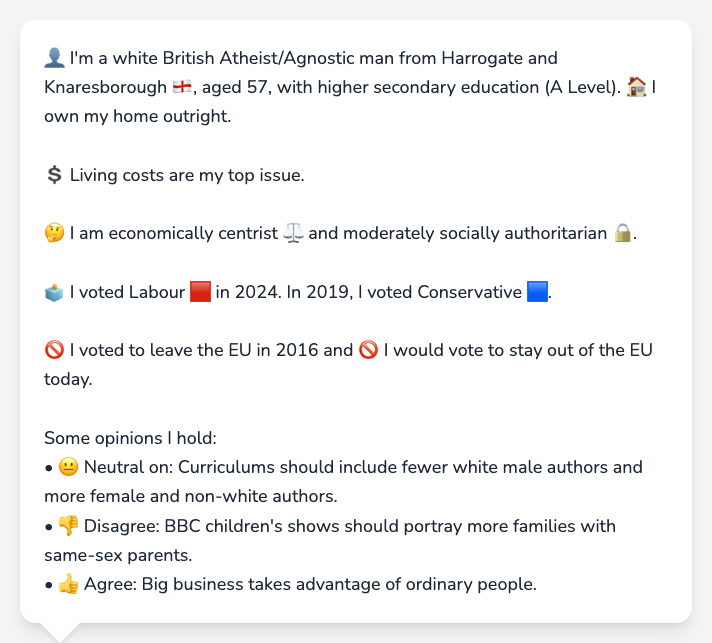 👤 I'm a white British Atheist/Agnostic man from Harrogate and
Knaresborough 🏴󠁧󠁢󠁥󠁮󠁧󠁿, aged 57, with higher secondary education (A Level). 🏠 I
own my home outright.
💲 Living costs are my top issue.
🤔 I am economically centrist ⚖️ and moderately socially authoritarian 🔒.
🗳️ I voted Labour 🟥 in 2024. In 2019, I voted Conservative 🟦.
🚫 I voted to leave the EU in 2016 and 🚫 I would vote to stay out of the EU
today.
Some opinions I hold:
• 😐 Neutral on: Curriculums should include fewer white male authors and
more female and non-white authors.
• 👎 Disagree: BBC children's shows should portray more families with
same-sex parents.
• 👍 Agree: Big business takes advantage of ordinary people.